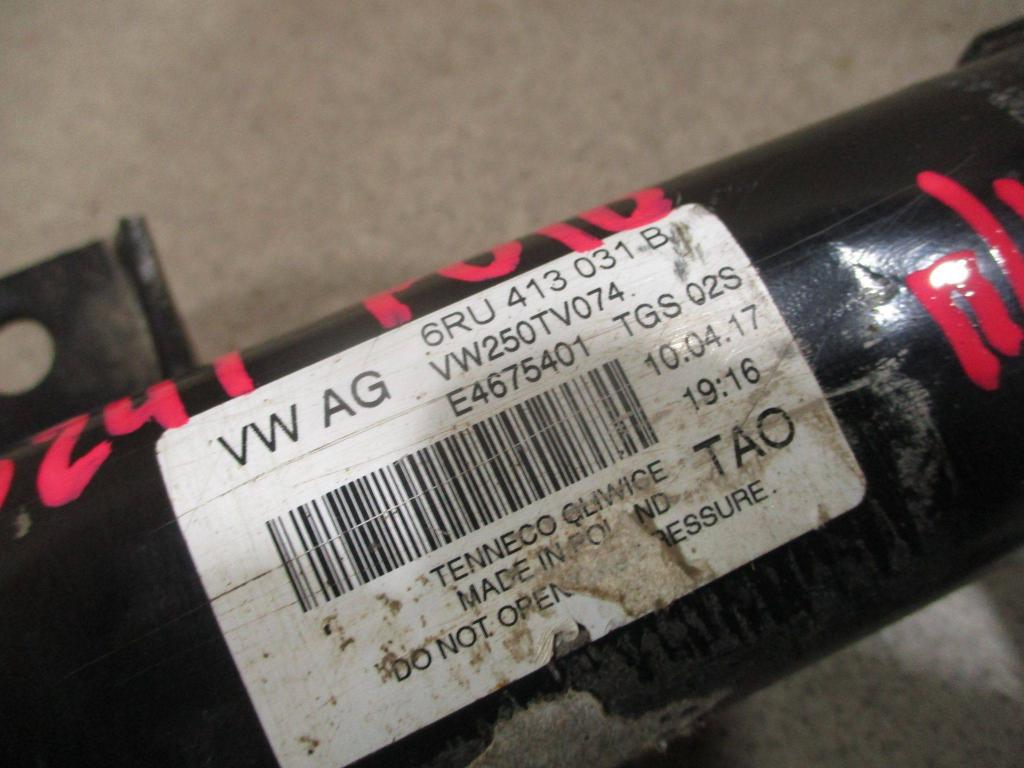 6RU 413 031 B
VW AG VW250TV074.
E4675401 TGS 02S
10.04.17
19:16
TAO
TENNECO GLIWICE
MADE IN POLAND
DO NOT OPEN PRESSURE.